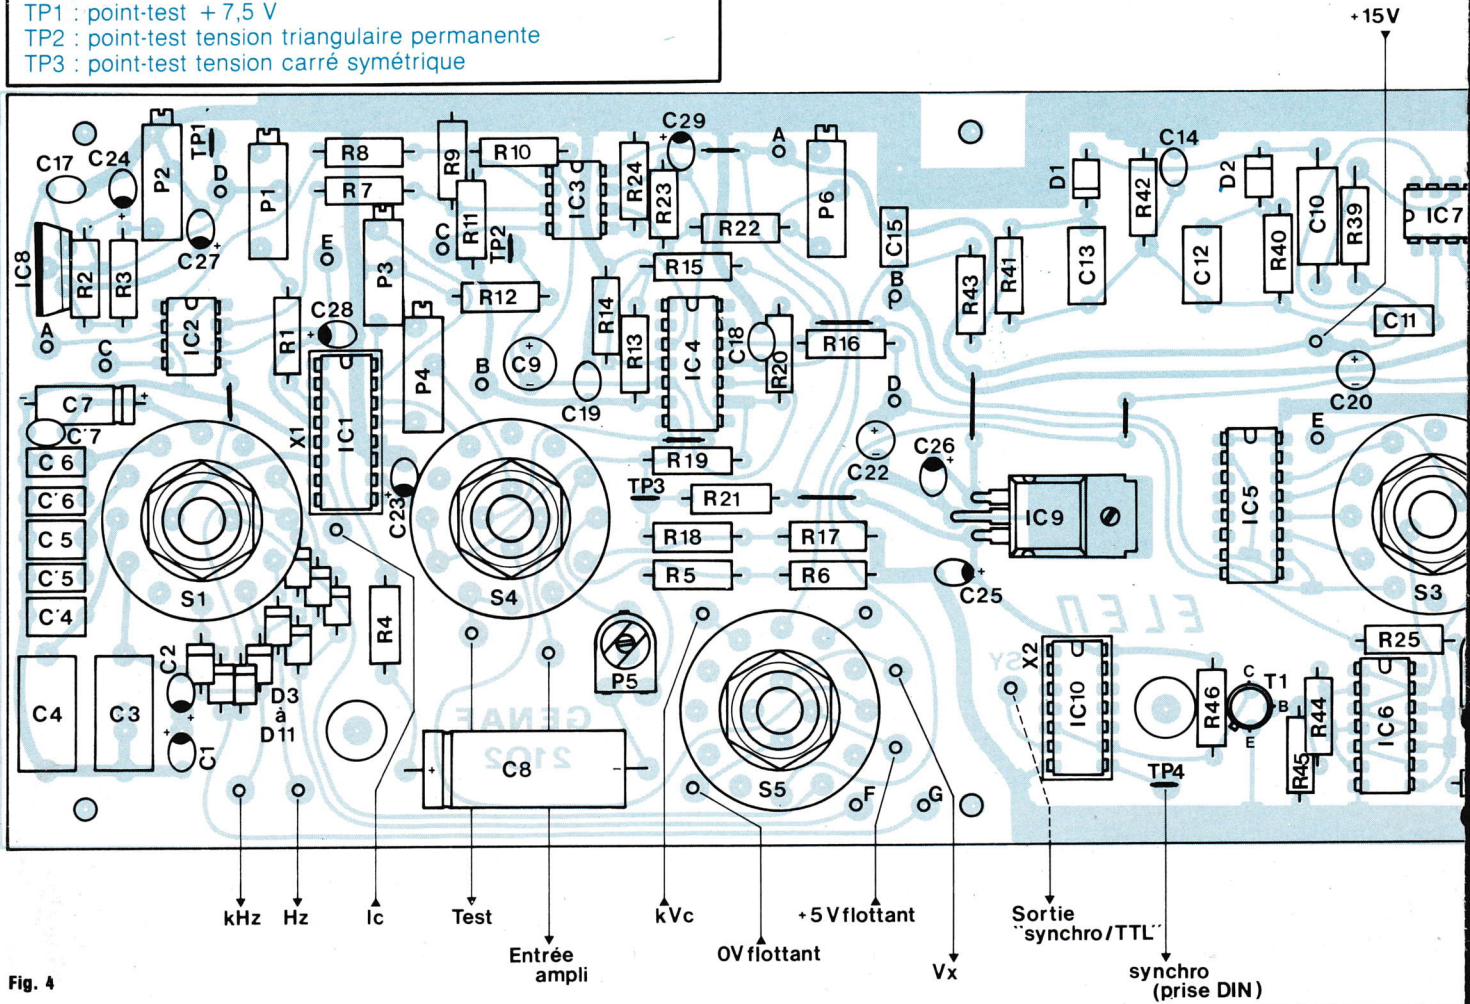 TP1 : point-test + 7,5 V
TP2 : point-test tension triangulaire permanente
TP3 : point-test tension carré symétrique
+15V
C17
C24
P2
TP1
D
P1
R8
R7
R9
R10
R11
IC3
R24
R23
C29
A
P6
D1
R42
C14
D2
C10
R39
IC7
IC8
R2
R3
C27
E
P3
C
TP2
R22
C15
B
R15
R12
R14
R43
R41
C13
C12
R40
C11
A
C
IC2
R1
C28
P4
B
C9
C19
R13
IC4
C18
R20
R16
D
C20
E
C7
C'7
C6
C'6
C5
C'5
C'4
X1
IC1
C23
R19
TP3
R21
C22
C26
IC9
IC5
S1
S4
R18
R17
R5
R6
C25
S3
ELEN
R4
P5
R25
C4
C3
C2
C1
D3
à
D11
GENAF
2102
C8
S5
F
G
SY
X2
IC10
R46
C
T1
B
E
R45
R44
IC6
TP4
kHz
Hz
Ic
Test
Entrée
ampli
kVc
0V flottant
+5 V flottant
Vx
Sortie
"synchro/TTL"
synchro
(prise DIN)
Fig. 4